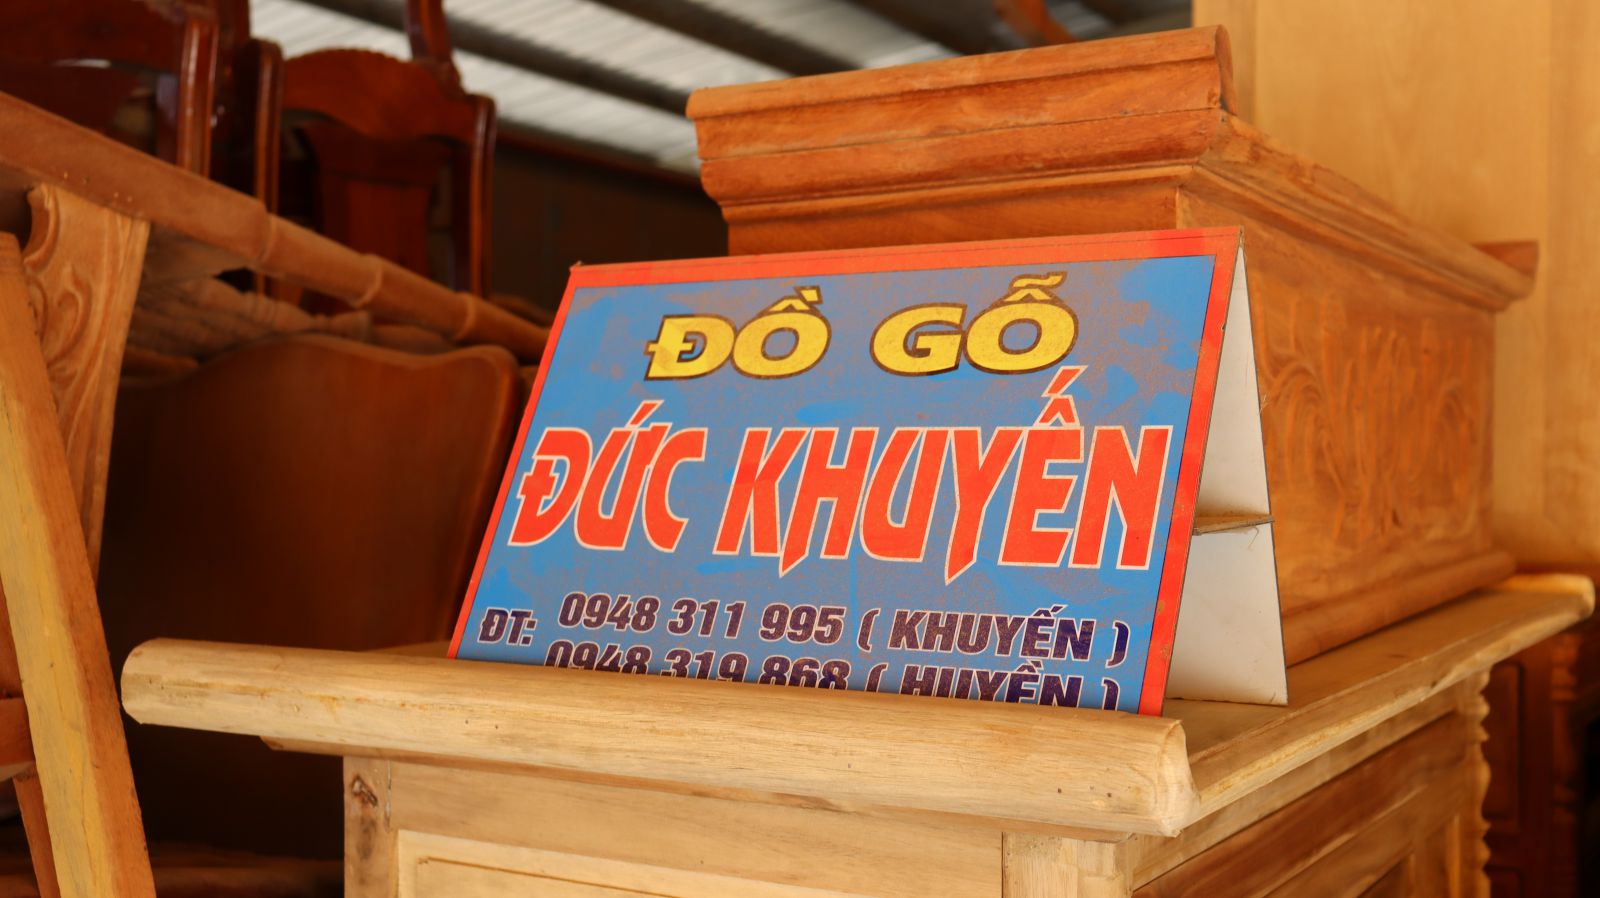 ĐỒ GỖ
ĐỨC KHUYẾN
ĐT: 0948 311 995 ( KHUYẾN )
0948 319 868 ( HUYỀN )